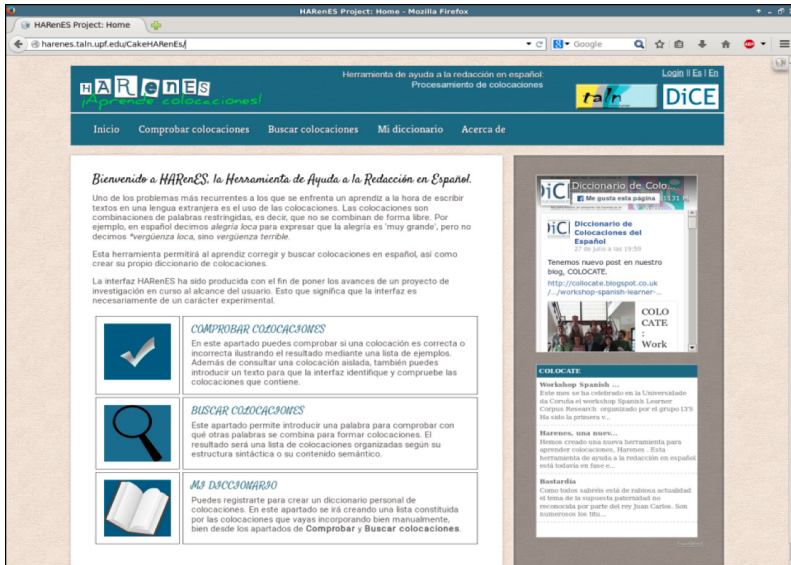 HARenES Project: Home - Mozilla Firefox
HARenES Project: Home
harenes.taln.upf.edu/CakeHARenEs/
Google
HARenES
¡Aprende colocaciones!
Herramienta de ayuda a la redacción en español:
Procesamiento de colocaciones
Login || Es | En
taln
DiCE
Inicio Comprobar colocaciones Buscar colocaciones Mi diccionario Acerca de
Bienvenido a HARenES, la Herramienta de Ayuda a la Redacción en Español.
Uno de los problemas más recurrentes a los que se enfrenta un aprendiz a la hora de escribir
textos en una lengua extranjera es el uso de las colocaciones. Las colocaciones son
combinaciones de palabras restringidas, es decir, que no se combinan de forma libre. Por
ejemplo, en español decimos alegría loca para expresar que la alegría es 'muy grande', pero no
decimos *vergüenza loca, sino vergüenza terrible.
Esta herramienta permitirá al aprendiz corregir y buscar colocaciones en español, así como
crear su propio diccionario de colocaciones.
La interfaz HARenES ha sido producida con el fin de poner los avances de un proyecto de
investigación en curso al alcance del usuario. Esto que significa que la interfaz es
necesariamente de un carácter experimental.
COMPROBAR COLOCACIONES
En este apartado puedes comprobar si una colocación es correcta o
incorrecta ilustrando el resultado mediante una lista de ejemplos.
Además de consultar una colocación aislada, también puedes
introducir un texto para que la interfaz identifique y compruebe las
colocaciones que contiene.
BUSCAR COLOCACIONES
Este apartado permite introducir una palabra para comprobar con
qué otras palabras se combina para formar colocaciones. El
resultado será una lista de colocaciones organizadas según su
estructura sintáctica o su contenido semántico.
MI DICCIONARIO
Puedes registrarte para crear un diccionario personal de
colocaciones. En este apartado se irá creando una lista constituida
por las colocaciones que vayas incorporando bien manualmente,
bien desde los apartados de Comprobar y Buscar colocaciones.
DiCE
Diccionario de Colo...
Me gusta esta página
1131
DiCE
Diccionario de
Colocaciones del
Español
27 de julio a las 19:59
Tenemos nuevo post en nuestro
blog, COLOCATE.
http://collocate.blogspot.co.uk
/.../workshop-spanish-learner-...
COLO
CATE
:
Work
COLOCATE
Workshop Spanish ...
Este mes se ha celebrado en la Universidade
da Coruña el workshop Spanish Learner
Corpus Research organizado por el grupo LYS
Ha sido la primera v...
Harenes, una nuev...
Hemos creado una nueva herramienta para
aprender colocaciones, Harenes . Esta
herramienta de ayuda a la redacción en español
está todavía en fase e...
Bastardía
Como todos sabréis está de rabiosa actualidad
el tema de la supuesta paternidad no
reconocida por parte del rey Juan Carlos. Son
numerosos los titu...